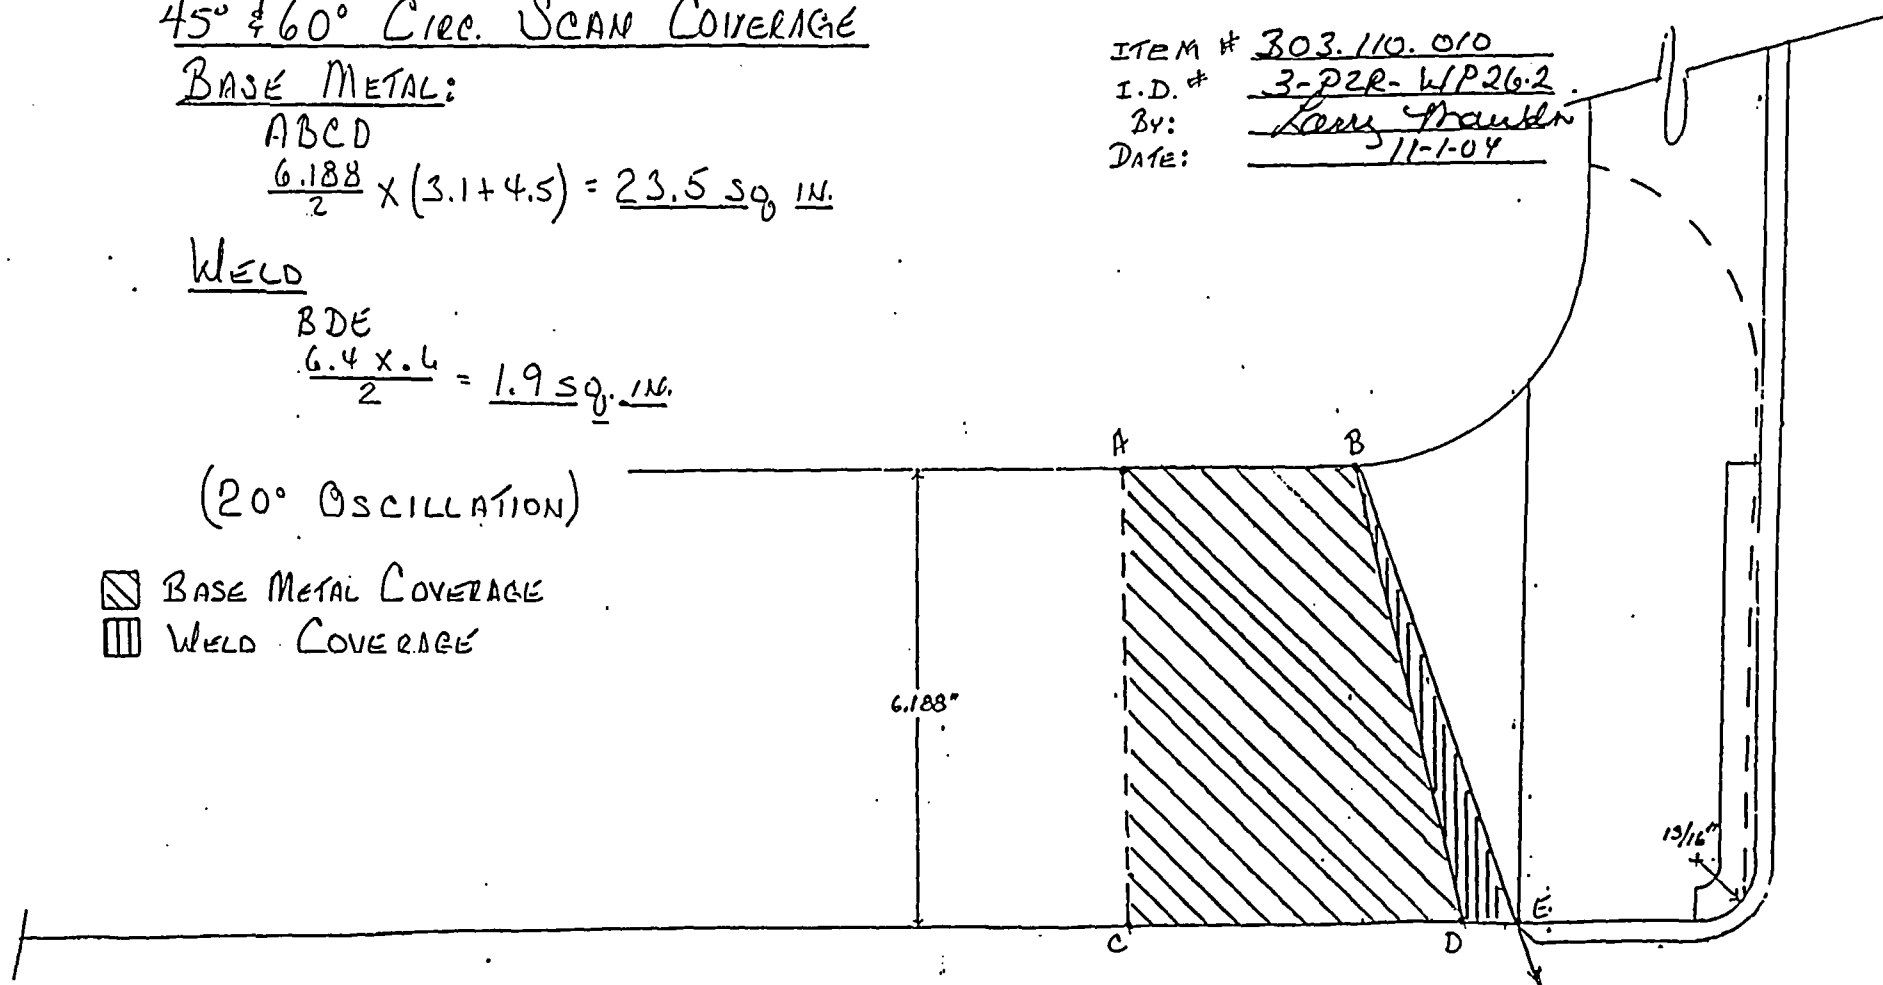 45° & 60° CIRC. SCAN COVERAGE
BASE METAL:
ABCD
6.188/2 × (3.1 + 4.5) = 23.5 SQ IN.
WELD
BDE
6.4 × .6/2 = 1.9 SQ. IN.
(20° OSCILLATION)
BASE METAL COVERAGE
WELD COVERAGE
ITEM # 303.110.010
I.D. # 3-PZR-WP26-2
BY:
DATE: 11-1-04
A B
6.188"
13/16"
C D E